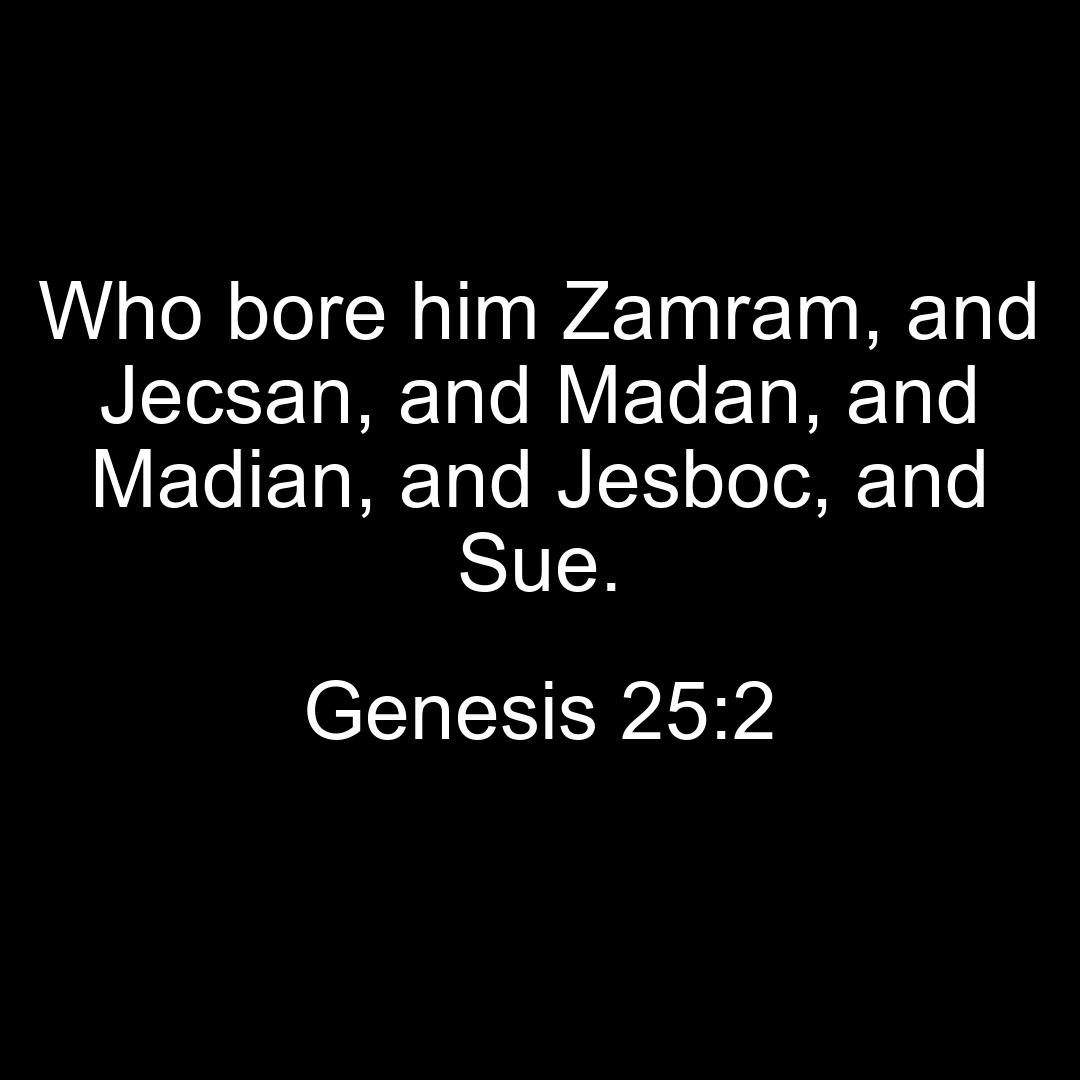 Who bore him Zamram, and
Jecsan, and Madan, and
Madian, and Jesboc, and
Sue.
Genesis 25:2